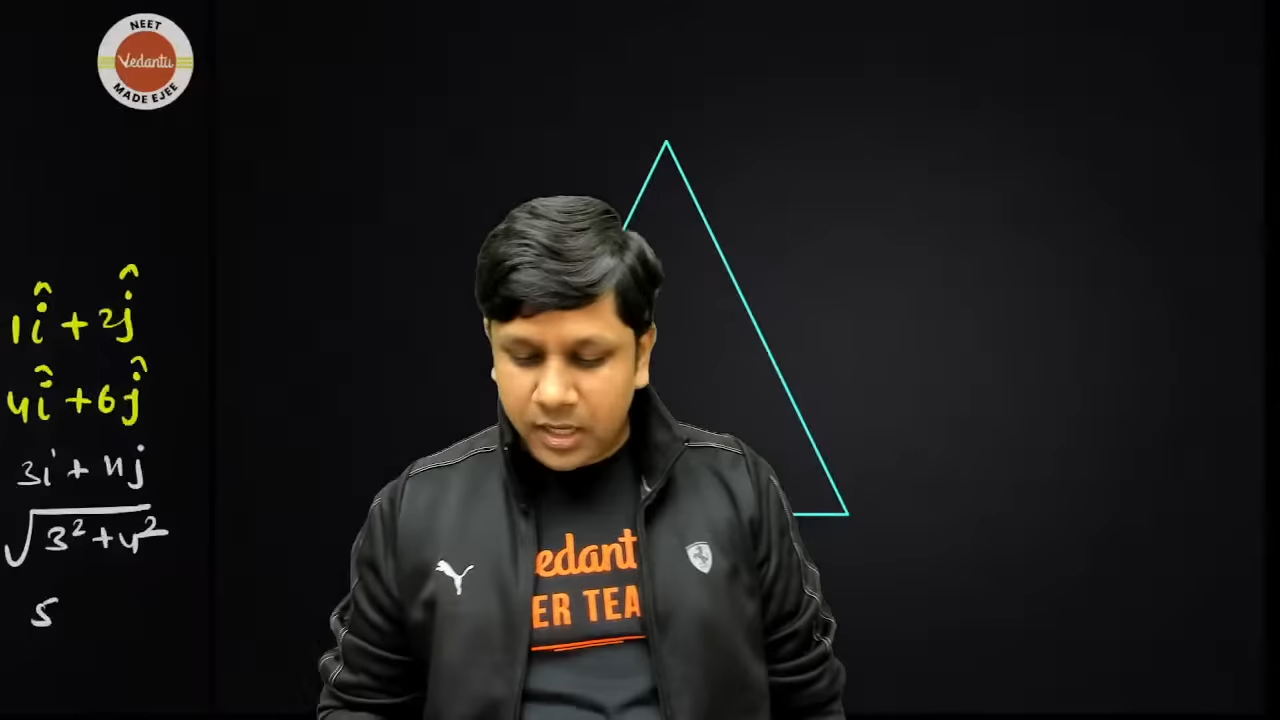 NEET
Vedantu
MADE EJEE
1î + 2ĵ
4î + 6ĵ
3i + 4j
√3² + 4²
5
edant
ER TEA